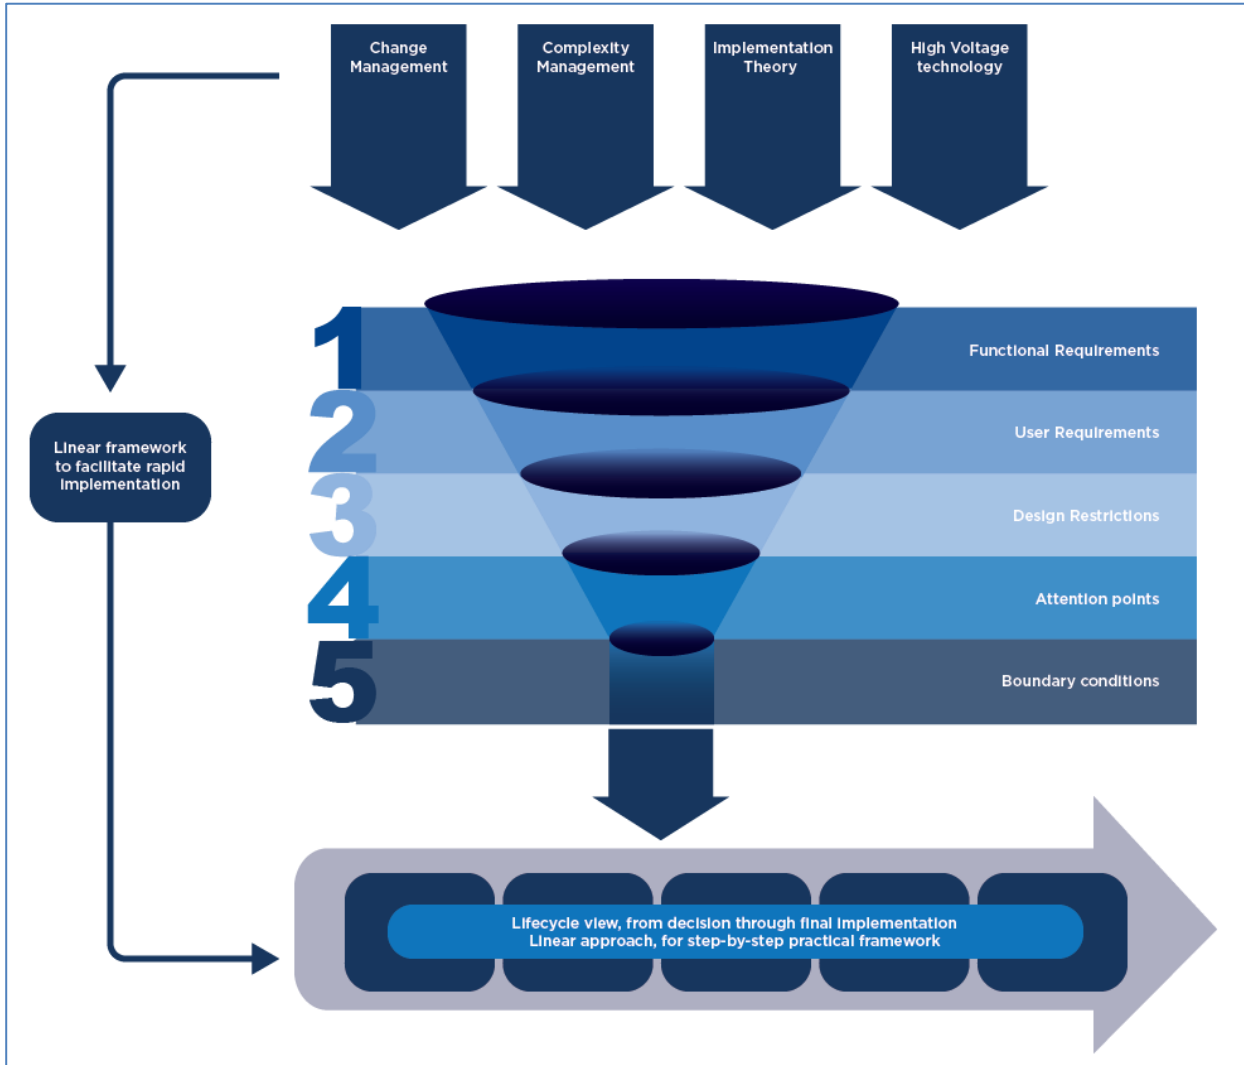 Change
Management
Complexity
Management
Implementation
Theory
High Voltage
technology
1
Functional Requirements
2
User Requirements
Linear framework
to facilitate rapid
implementation
3
Design Restrictions
4
Attention points
5
Boundary conditions
Lifecycle view, from decision through final implementation
Linear approach, for step-by-step practical framework